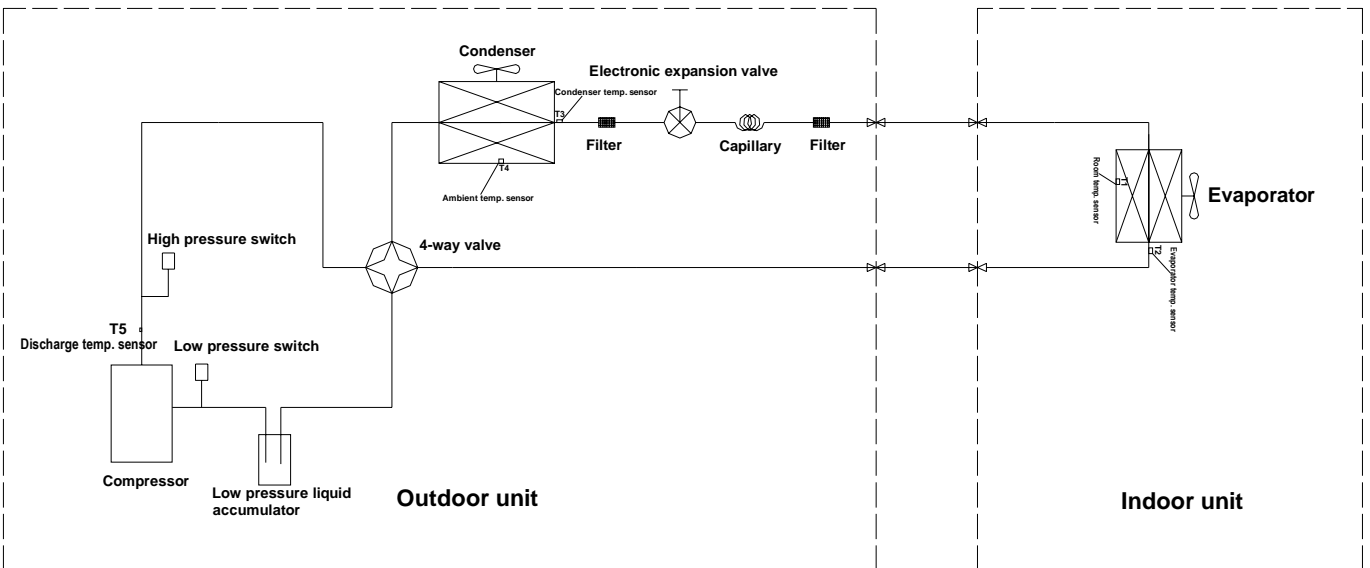 Condenser
Electronic expansion valve
Condenser temp. sensor
T3
Filter
Capillary
Filter
T4
Ambient temp. sensor
Room temp. sensor
T1
Evaporator
4-way valve
High pressure switch
T2
Evaporator temp. sensor
T5
Discharge temp. sensor
Low pressure switch
Compressor
Low pressure liquid
accumulator
Outdoor unit
Indoor unit